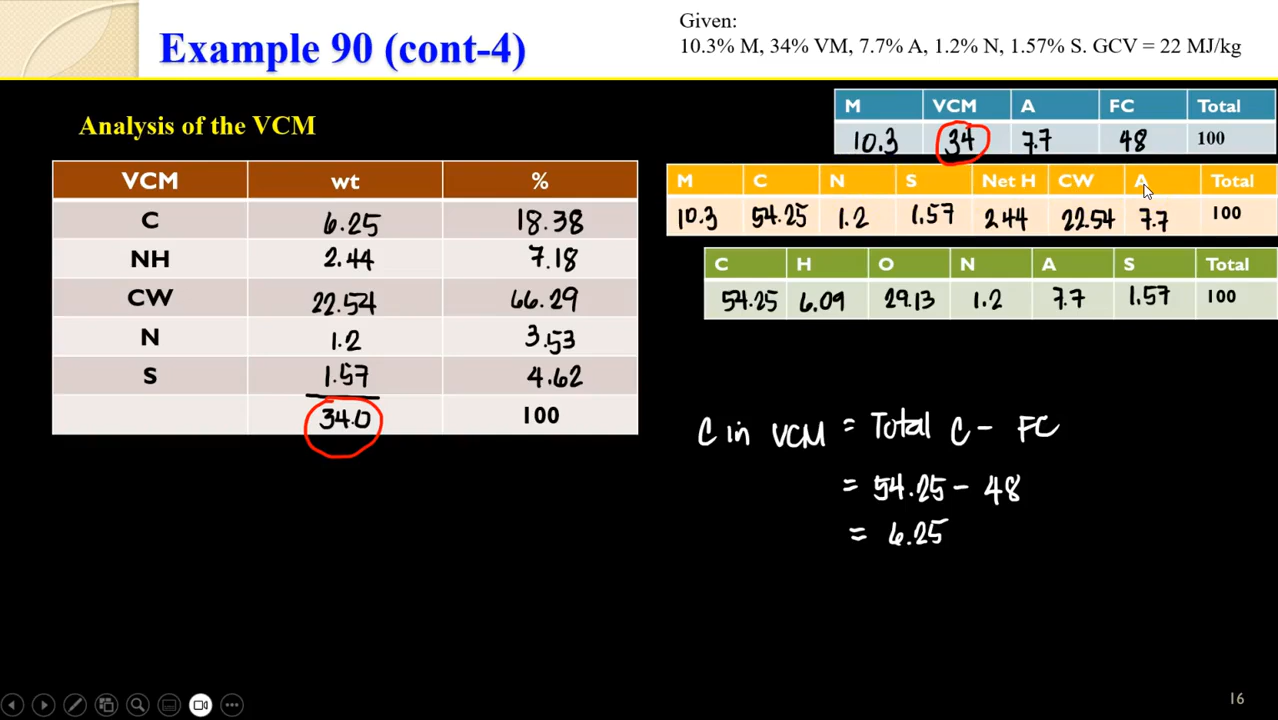 Example 90 (cont-4)
Given:
10.3% M, 34% VM, 7.7% A, 1.2% N, 1.57% S. GCV = 22 MJ/kg
Analysis of the VCM
VCM wt %
C 6.25 18.38
NH 2.44 7.18
CW 22.54 66.29
N 1.2 3.53
S 1.57 4.62
34.0 100
M VCM A FC Total
10.3 34 7.7 48 100
M C N S Net H CW A Total
10.3 54.25 1.2 1.57 2.44 22.54 7.7 100
C H O N A S Total
54.25 6.09 29.13 1.2 7.7 1.57 100
C in VCM = Total C - FC
= 54.25 - 48
= 6.25
16